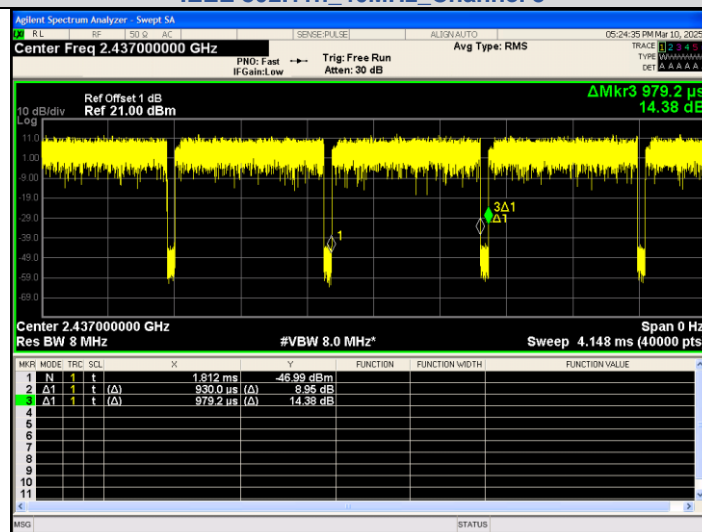 Agilent Spectrum Analyzer - Swept SA
RL RF 50 Ω AC SENSE:PULSE ALIGNAUTO 05:24:35 PM Mar 10, 2025
Center Freq 2.437000000 GHz
PNO: Fast
IFGain:Low
Trig: Free Run
Atten: 30 dB
Avg Type: RMS
TRACE 1 2 3 4 5
TYPE W
DET A A A A A
ΔMkr3 979.2 µs
14.38 dB
Ref Offset 1 dB
10 dB/div Ref 21.00 dBm
Log
11.0
1.00
-9.00
-19.0
-29.0
-39.0
-49.0
-59.0
-69.0
1
3Δ1
Δ1
Center 2.437000000 GHz Span 0 Hz
Res BW 8 MHz #VBW 8.0 MHz* Sweep 4.148 ms (40000 pts
MKR MODE TRC SCL X Y FUNCTION FUNCTION WIDTH FUNCTION VALUE
1 N 1 t 1.812 ms -46.99 dBm
2 Δ1 1 t (Δ) 930.0 µs (Δ) 8.95 dB
3 Δ1 1 t (Δ) 979.2 µs (Δ) 14.38 dB
4
5
6
7
8
9
10
11
MSG STATUS